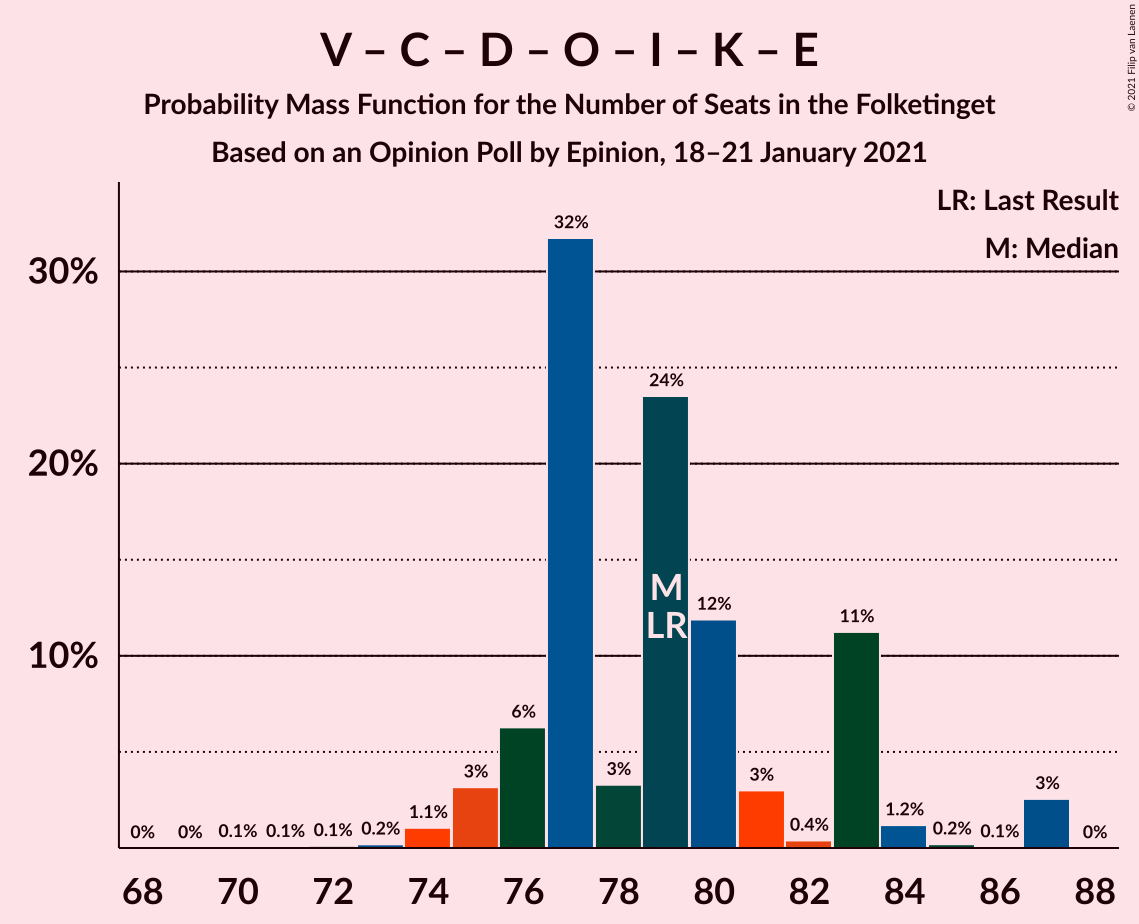 V – C – D – O – I – K – E
Probability Mass Function for the Number of Seats in the Folketinget
Based on an Opinion Poll by Epinion, 18–21 January 2021
© 2021 Filip van Laenen
LR: Last Result
M: Median
30%
20%
10%
0%
0%
0.1%
0.1%
0.1%
0.2%
1.1%
3%
6%
32%
3%
24%
M
LR
12%
3%
0.4%
11%
1.2%
0.2%
0.1%
3%
0%
68 70 72 74 76 78 80 82 84 86 88